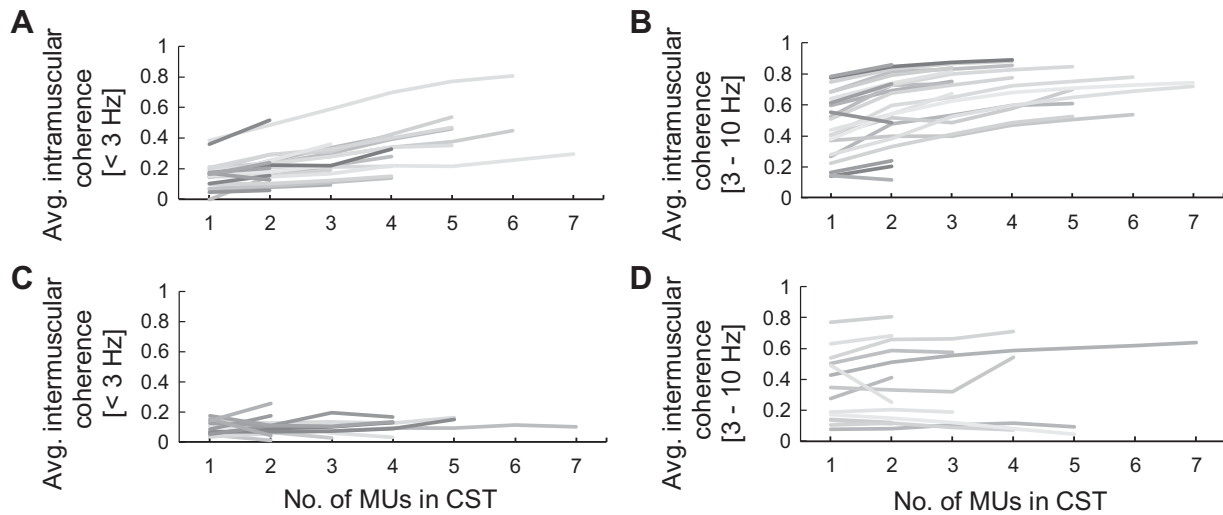 A
Avg. intramuscular
coherence
[< 3 Hz]
1
0.8
0.6
0.4
0.2
0
1 2 3 4 5 6 7
B
Avg. intramuscular
coherence
[3 - 10 Hz]
1
0.8
0.6
0.4
0.2
0
1 2 3 4 5 6 7
C
Avg. intermuscular
coherence
[< 3 Hz]
1
0.8
0.6
0.4
0.2
0
1 2 3 4 5 6 7
No. of MUs in CST
D
Avg. intermuscular
coherence
[3 - 10 Hz]
1
0.8
0.6
0.4
0.2
0
1 2 3 4 5 6 7
No. of MUs in CST